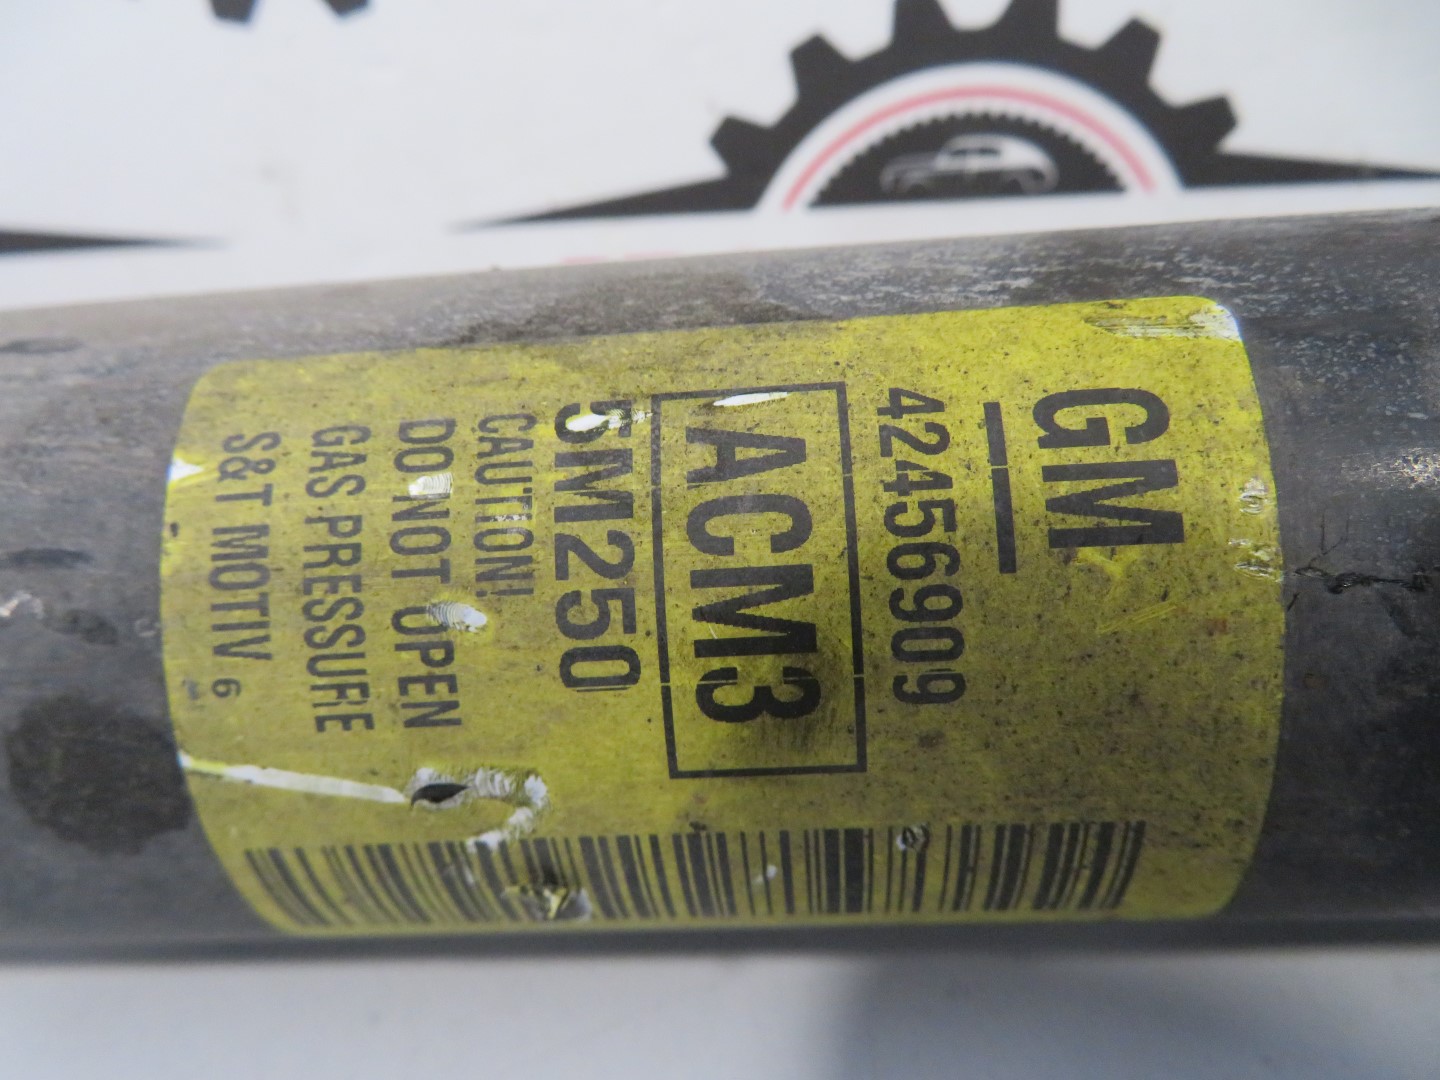 GM
42456909
ACM3
5M250
CAUTION!
DO NOT OPEN
GAS PRESSURE
S&T MOTIV 6